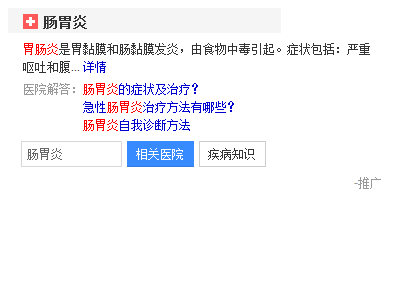 肠胃炎
胃肠炎是胃黏膜和肠黏膜发炎，由食物中毒引起。症状包括：严重
呕吐和腹... 详情
医院解答：肠胃炎的症状及治疗？
急性肠胃炎治疗方法有哪些？
肠胃炎自我诊断方法
肠胃炎 相关医院 疾病知识
-推广